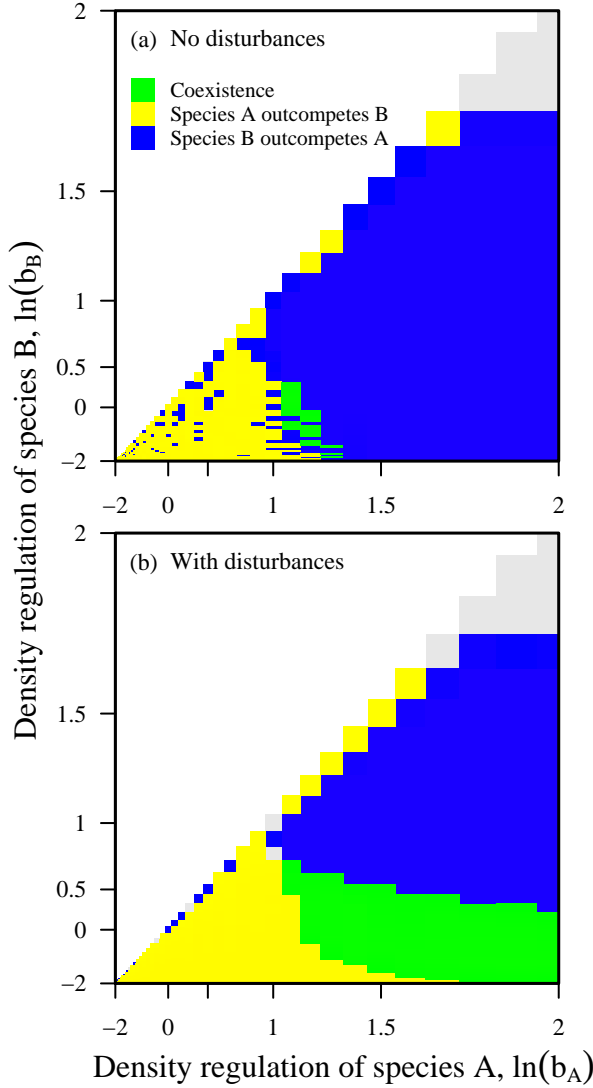 (a) No disturbances
Coexistence
Species A outcompetes B
Species B outcompetes A
2
1.5
1
0.5
0
−2
−2 0 1 1.5 2
(b) With disturbances
2
1.5
1
0.5
0
−2
−2 0 1 1.5 2
Density regulation of species B, ln(b_B)
Density regulation of species A, ln(b_A)